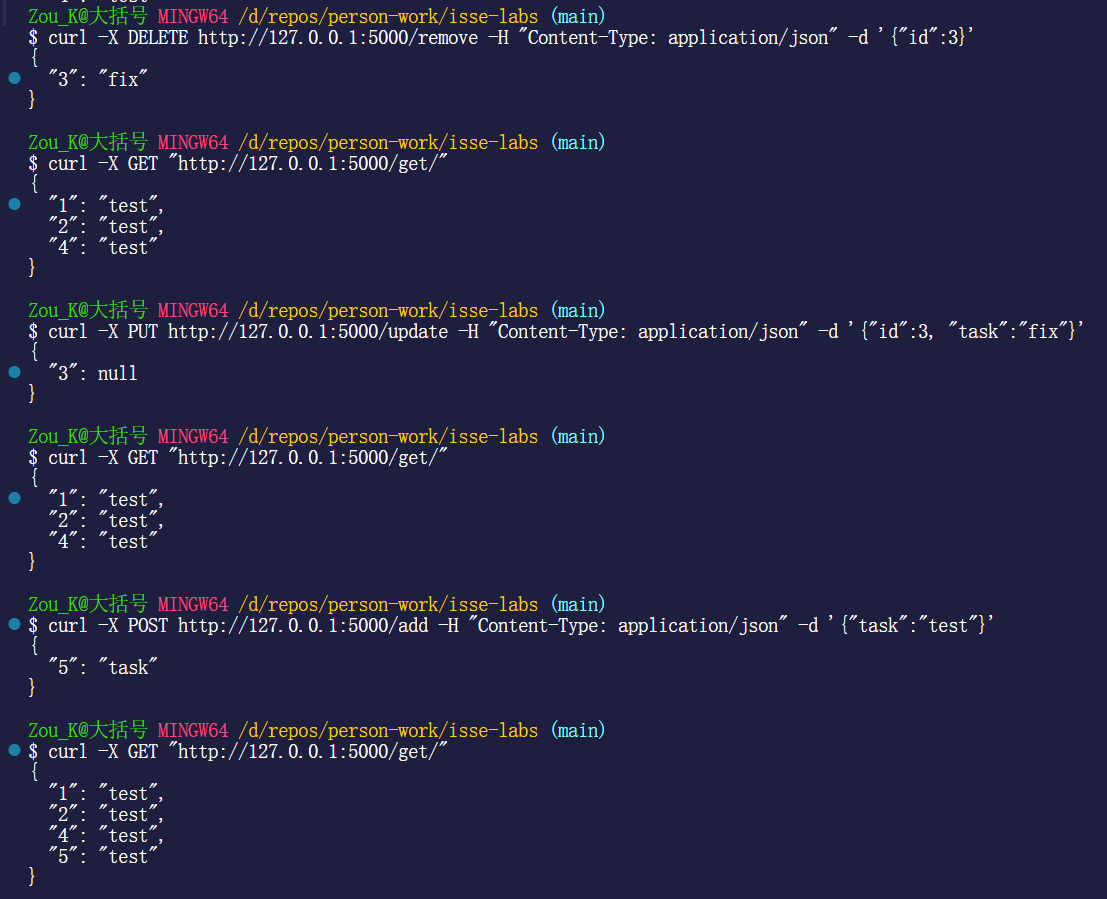 Zou_K@大括号 MINGW64 /d/repos/person-work/isse-labs (main)
$ curl -X DELETE http://127.0.0.1:5000/remove -H "Content-Type: application/json" -d '{"id":3}'
{
  "3": "fix"
}

Zou_K@大括号 MINGW64 /d/repos/person-work/isse-labs (main)
$ curl -X GET "http://127.0.0.1:5000/get/"
{
  "1": "test",
  "2": "test",
  "4": "test"
}

Zou_K@大括号 MINGW64 /d/repos/person-work/isse-labs (main)
$ curl -X PUT http://127.0.0.1:5000/update -H "Content-Type: application/json" -d '{"id":3, "task":"fix"}'
{
  "3": null
}

Zou_K@大括号 MINGW64 /d/repos/person-work/isse-labs (main)
$ curl -X GET "http://127.0.0.1:5000/get/"
{
  "1": "test",
  "2": "test",
  "4": "test"
}

Zou_K@大括号 MINGW64 /d/repos/person-work/isse-labs (main)
$ curl -X POST http://127.0.0.1:5000/add -H "Content-Type: application/json" -d '{"task":"test"}'
{
  "5": "task"
}

Zou_K@大括号 MINGW64 /d/repos/person-work/isse-labs (main)
$ curl -X GET "http://127.0.0.1:5000/get/"
{
  "1": "test",
  "2": "test",
  "4": "test",
  "5": "test"
}